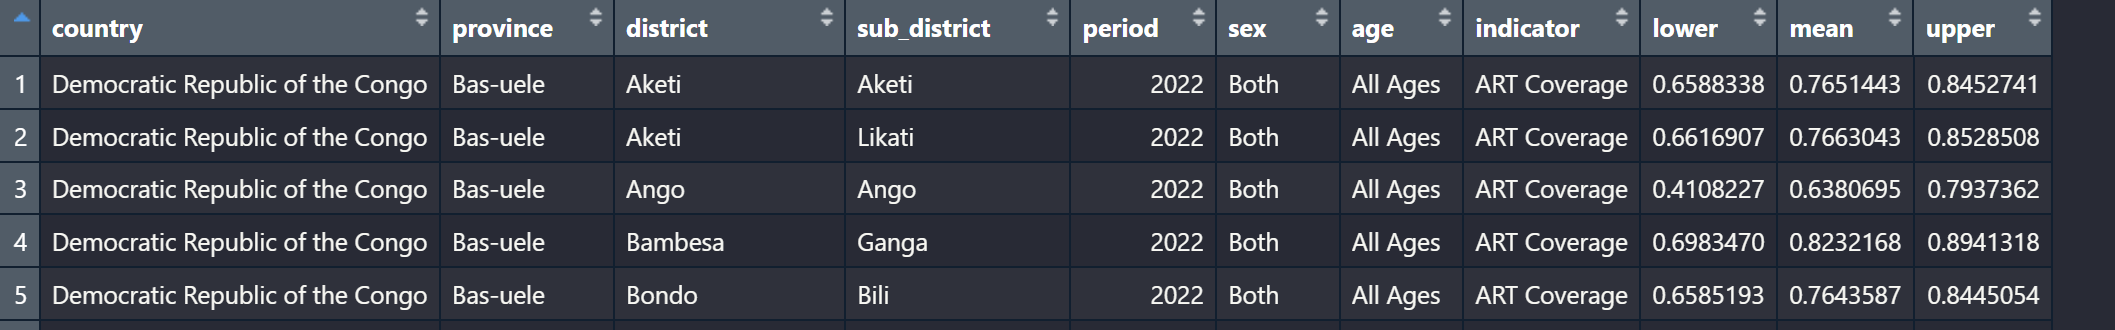 country province district sub_district period sex age indicator lower mean upper
1 Democratic Republic of the Congo Bas-uele Aketi Aketi 2022 Both All Ages ART Coverage 0.6588338 0.7651443 0.8452741
2 Democratic Republic of the Congo Bas-uele Aketi Likati 2022 Both All Ages ART Coverage 0.6616907 0.7663043 0.8528508
3 Democratic Republic of the Congo Bas-uele Ango Ango 2022 Both All Ages ART Coverage 0.4108227 0.6380695 0.7937362
4 Democratic Republic of the Congo Bas-uele Bambesa Ganga 2022 Both All Ages ART Coverage 0.6983470 0.8232168 0.8941318
5 Democratic Republic of the Congo Bas-uele Bondo Bili 2022 Both All Ages ART Coverage 0.6585193 0.7643587 0.8445054